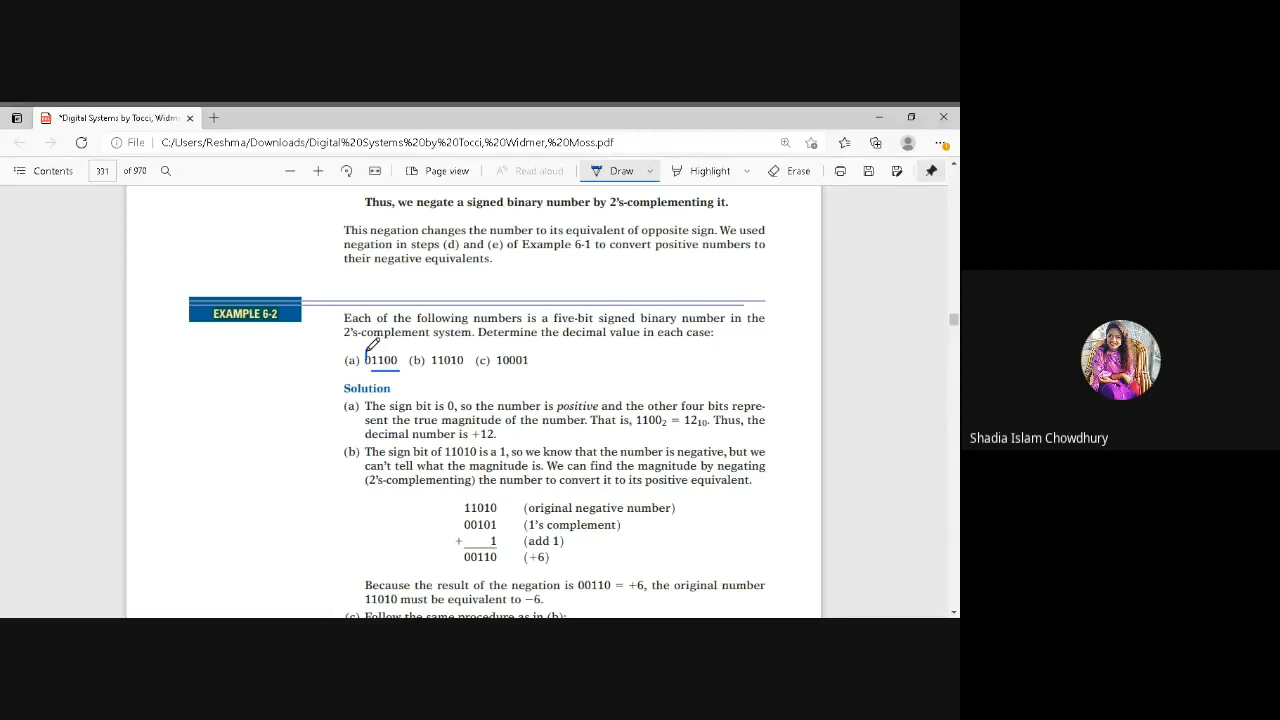 *Digital Systems by Tocci, Widm
File C:/Users/Reshma/Downloads/Digital%20Systems%20by%20Tocci,%20Widmer,%20Moss.pdf
Contents 331 of 970 Page view Read aloud Draw Highlight Erase
Thus, we negate a signed binary number by 2's-complementing it.
This negation changes the number to its equivalent of opposite sign. We used
negation in steps (d) and (e) of Example 6-1 to convert positive numbers to
their negative equivalents.
EXAMPLE 6-2
Each of the following numbers is a five-bit signed binary number in the
2's-complement system. Determine the decimal value in each case:
(a) 01100 (b) 11010 (c) 10001
Solution
(a) The sign bit is 0, so the number is positive and the other four bits repre-
sent the true magnitude of the number. That is, 1100₂ = 12₁₀. Thus, the
decimal number is +12.
(b) The sign bit of 11010 is a 1, so we know that the number is negative, but we
can't tell what the magnitude is. We can find the magnitude by negating
(2's-complementing) the number to convert it to its positive equivalent.
11010 (original negative number)
00101 (1's complement)
+ 1 (add 1)
00110 (+6)
Because the result of the negation is 00110 = +6, the original number
11010 must be equivalent to −6.
(c) Follow the same procedure as in (b):
Shadia Islam Chowdhury